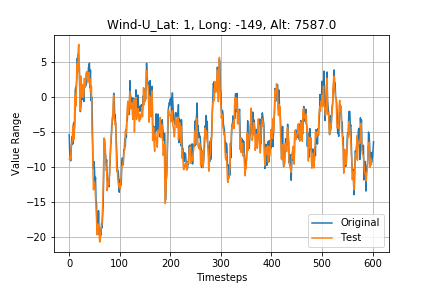 Wind-U_Lat: 1, Long: -149, Alt: 7587.0
Value Range
5
0
−5
−10
−15
−20
0 100 200 300 400 500 600
Timesteps
Original
Test